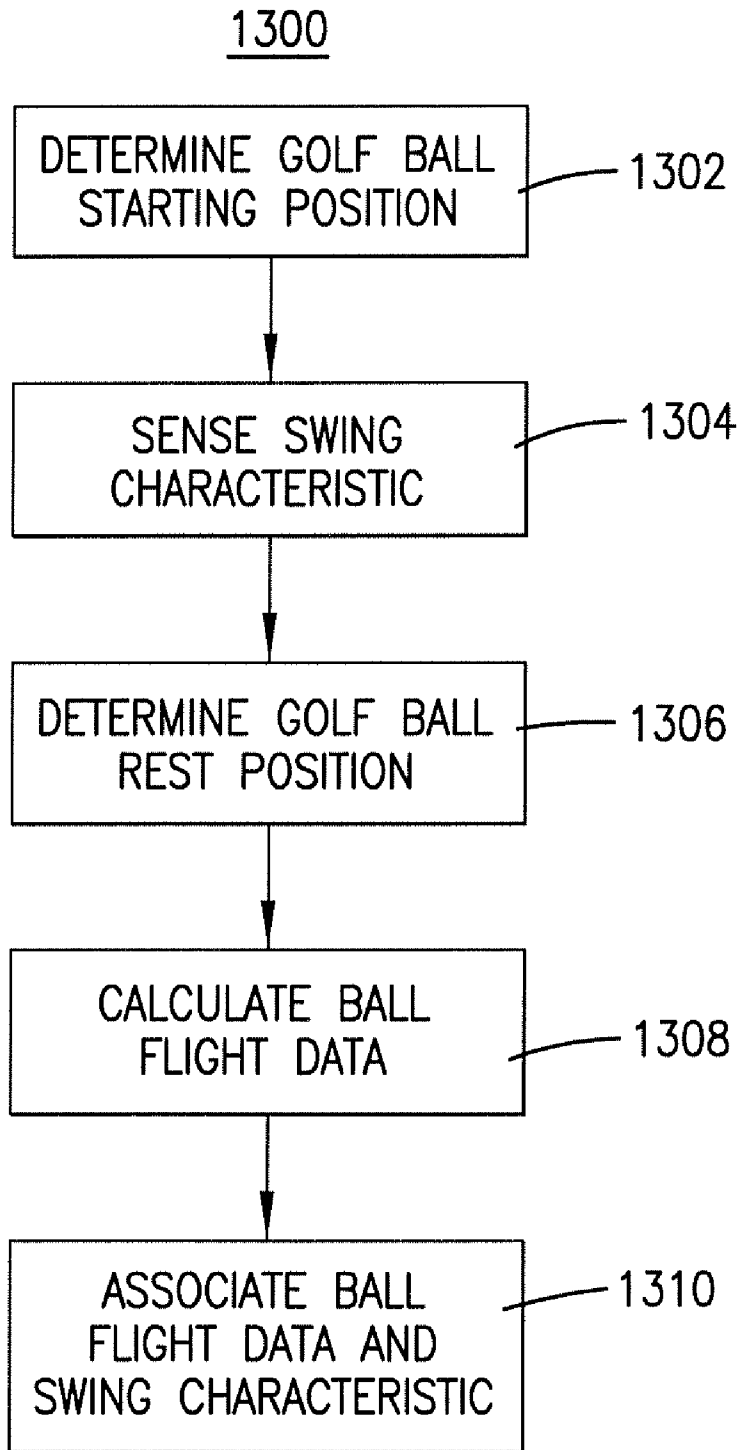 1300
DETERMINE GOLF BALL
STARTING POSITION
1302
SENSE SWING
CHARACTERISTIC
1304
DETERMINE GOLF BALL
REST POSITION
1306
CALCULATE BALL
FLIGHT DATA
1308
ASSOCIATE BALL
FLIGHT DATA AND
SWING CHARACTERISTIC
1310